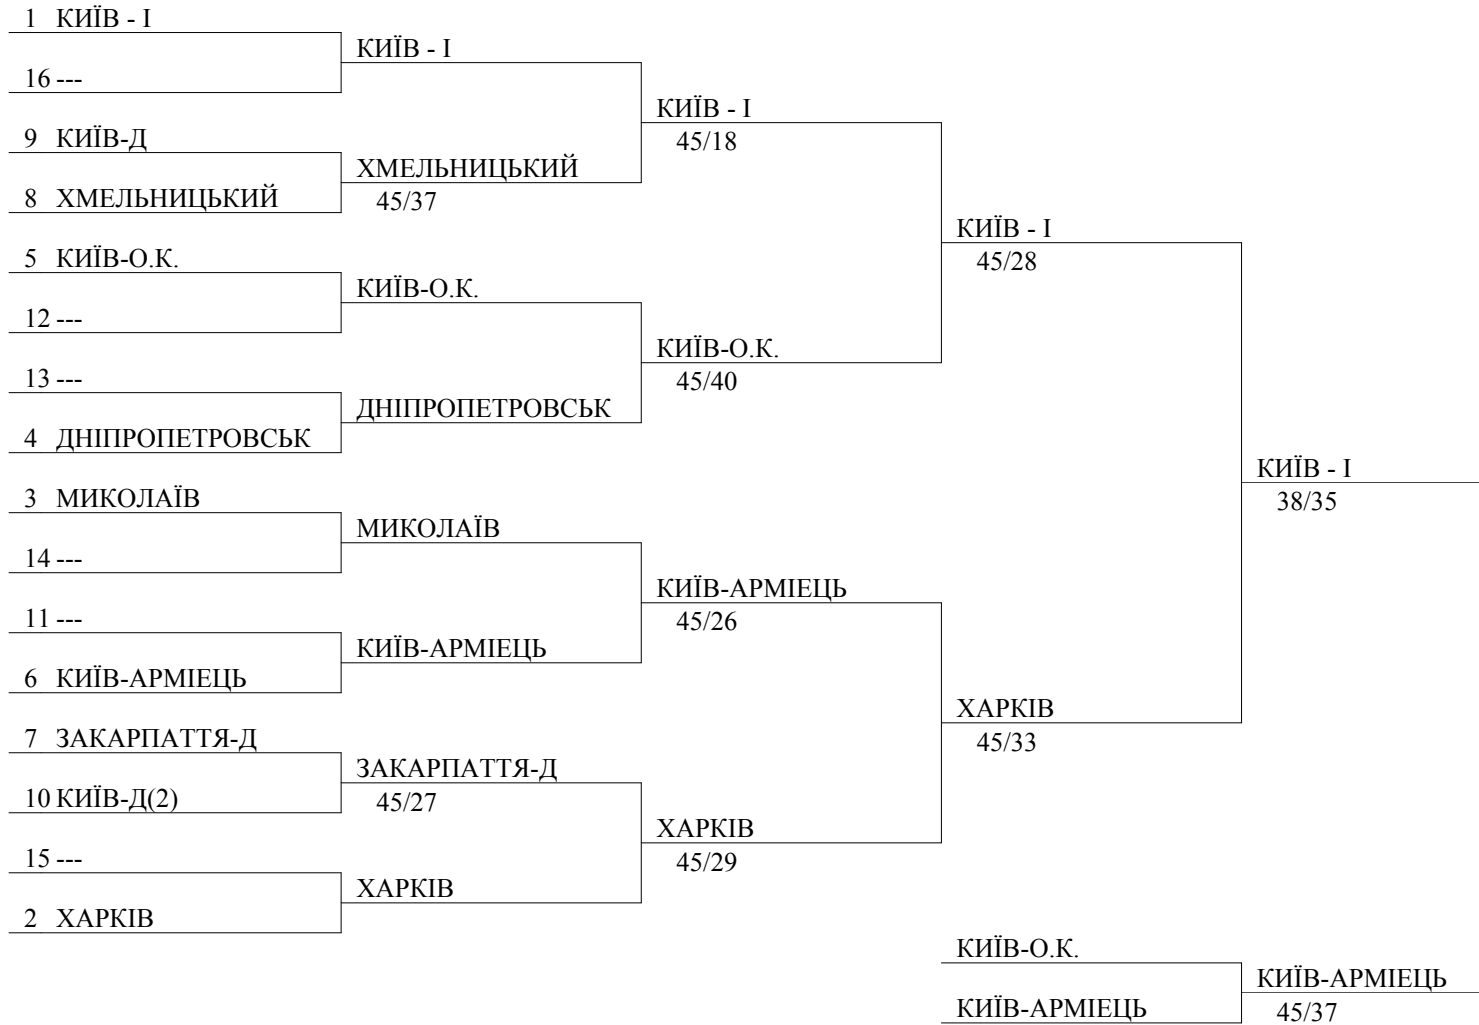 1 КИЇВ - І
16 ---
9 КИЇВ-Д
8 ХМЕЛЬНИЦЬКИЙ
5 КИЇВ-О.К.
12 ---
13 ---
4 ДНІПРОПЕТРОВСЬК
3 МИКОЛАЇВ
14 ---
11 ---
6 КИЇВ-АРМІЕЦЬ
7 ЗАКАРПАТТЯ-Д
10 КИЇВ-Д(2)
15 ---
2 ХАРКІВ
КИЇВ - І
ХМЕЛЬНИЦЬКИЙ
45/37
КИЇВ-О.К.
ДНІПРОПЕТРОВСЬК
МИКОЛАЇВ
КИЇВ-АРМІЕЦЬ
ЗАКАРПАТТЯ-Д
45/27
ХАРКІВ
КИЇВ - І
45/18
КИЇВ-О.К.
45/40
КИЇВ-АРМІЕЦЬ
45/26
ХАРКІВ
45/29
КИЇВ - І
45/28
ХАРКІВ
45/33
КИЇВ - І
38/35
КИЇВ-О.К.
КИЇВ-АРМІЕЦЬ
КИЇВ-АРМІЕЦЬ
45/37